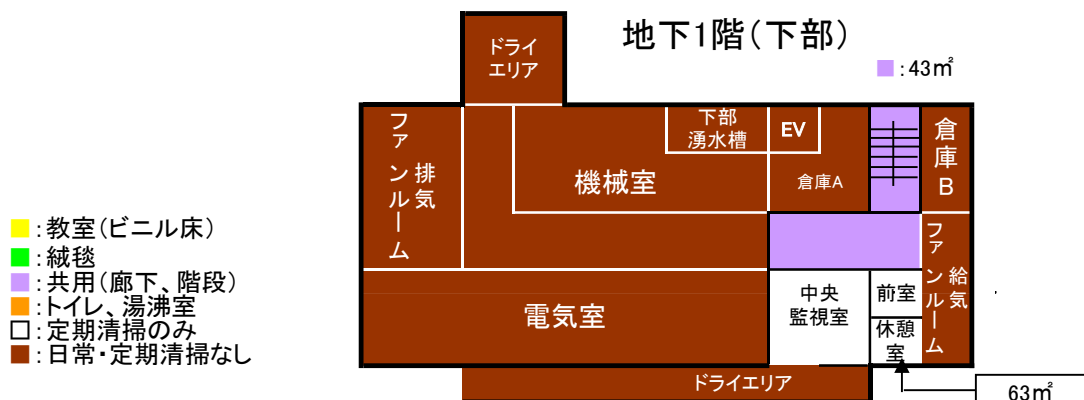 地下1階(下部)
:43㎡
ドライ
エリア
ファンルーム
排気
下部
湧水槽
EV
倉庫B
機械室
倉庫A
:教室(ビニル床)
:絨毯
:共用(廊下、階段)
:トイレ、湯沸室
:定期清掃のみ
:日常・定期清掃なし
ファンルーム
給気
電気室
中央
監視室
前室
休憩
室
ドライエリア
63㎡